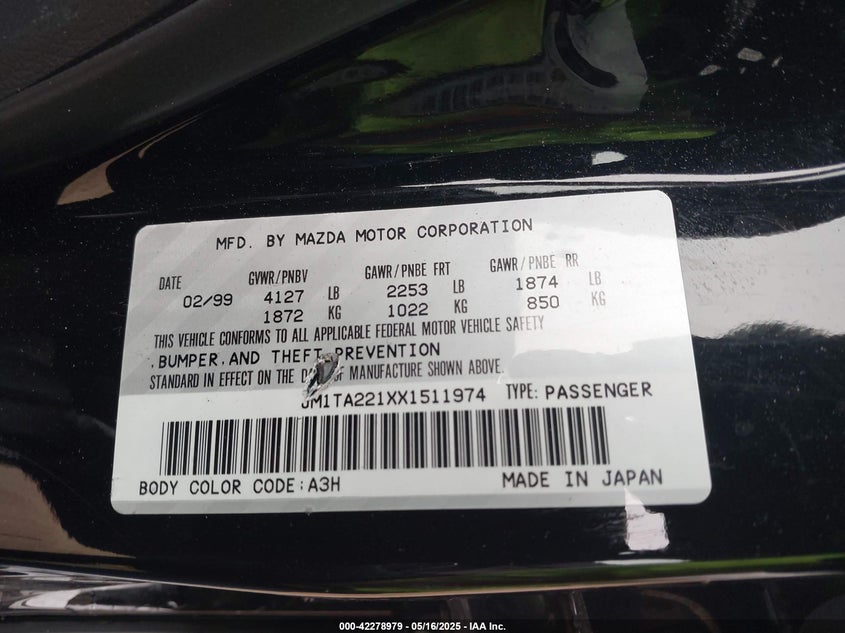 MFD. BY MAZDA MOTOR CORPORATION
DATE GVWR/PNBV GAWR/PNBE FRT GAWR/PNBE RR
02/99 4127 LB 2253 LB 1874 LB
1872 KG 1022 KG 850 KG
THIS VEHICLE CONFORMS TO ALL APPLICABLE FEDERAL MOTOR VEHICLE SAFETY
,BUMPER,AND THEFT PREVENTION
STANDARD IN EFFECT ON THE OF MANUFACTURE SHOWN ABOVE.
JM1TA221XX1511974 TYPE: PASSENGER
BODY COLOR CODE:A3H MADE IN JAPAN
000-42278979 - 05/16/2025 - IAA Inc.